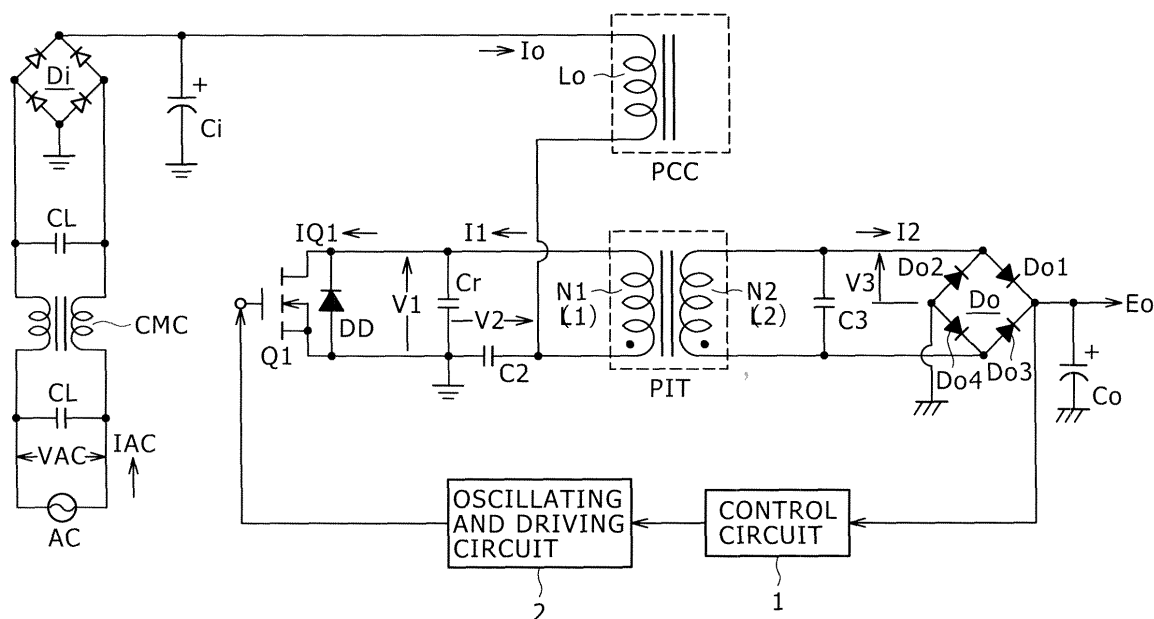 Di
+
Ci
Io
Lo
PCC
CL
CMC
CL
VAC
IAC
AC
IQ1
I1
Q1
DD
V1
Cr
V2
C2
N1
(L1)
N2
(L2)
PIT
I2
V3
C3
Do2
Do1
Do
Do4
Do3
Eo
+
Co
OSCILLATING
AND DRIVING
CIRCUIT
2
CONTROL
CIRCUIT
1